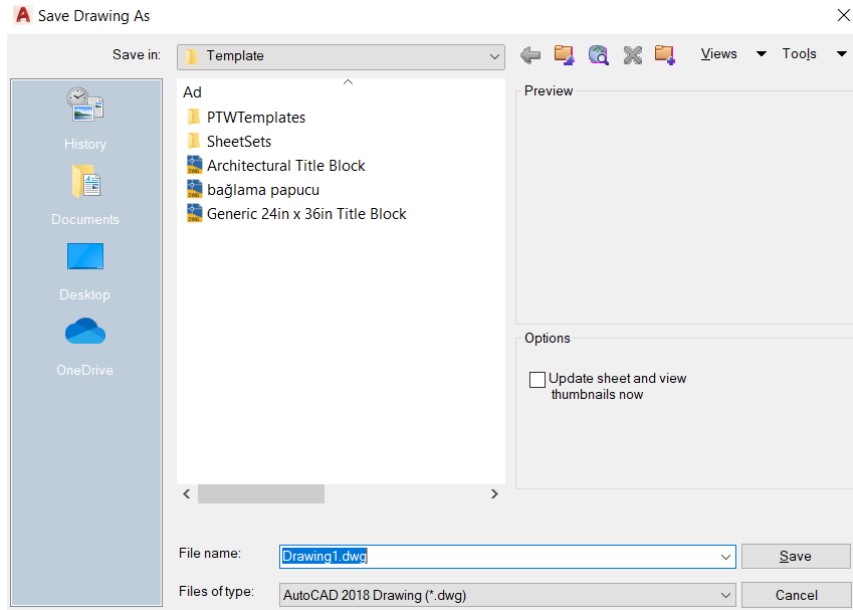 Save Drawing As
Save in:
Template
Views
Tools
History
Documents
Desktop
OneDrive
Ad
PTWTemplates
SheetSets
Architectural Title Block
bağlama papucu
Generic 24in x 36in Title Block
Preview
Options
Update sheet and view
thumbnails now
File name:
Drawing1.dwg
Save
Files of type:
AutoCAD 2018 Drawing (*.dwg)
Cancel